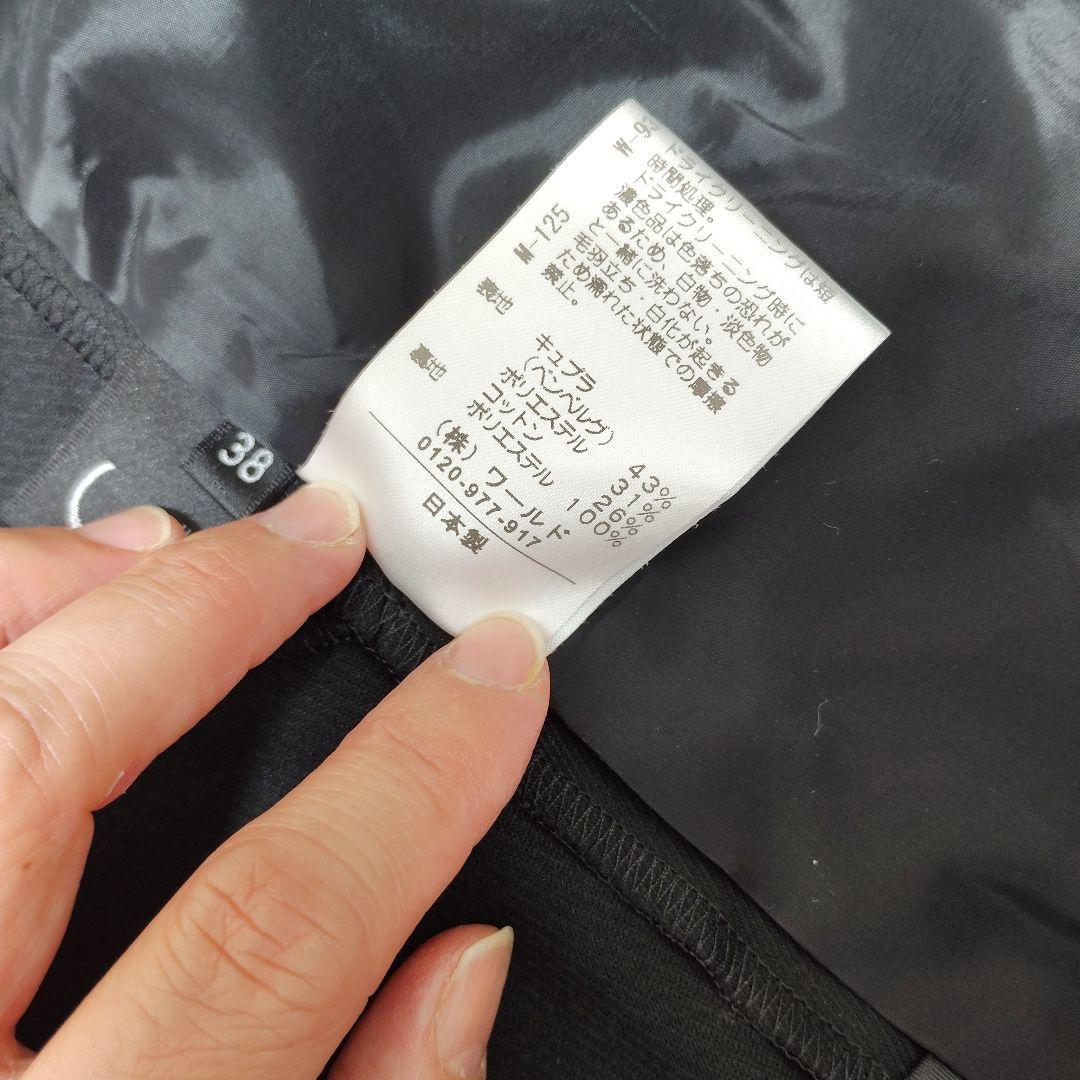 ドライクリーニングは短
時間処理。
ドライクリーニング時に
濃色品は色落ちの恐れが
あるため、白物・淡色物
と一緒に洗わない。
毛羽立ち・白化が起きる
ため濡れた状態での摩擦
禁止。
M-125
キュプラ 43%
(ベンベルグ)
ポリエステル 31%
コットン 26%
裏地 ポリエステル 100%
(株)ワールド
0120-977-917
日本製
38